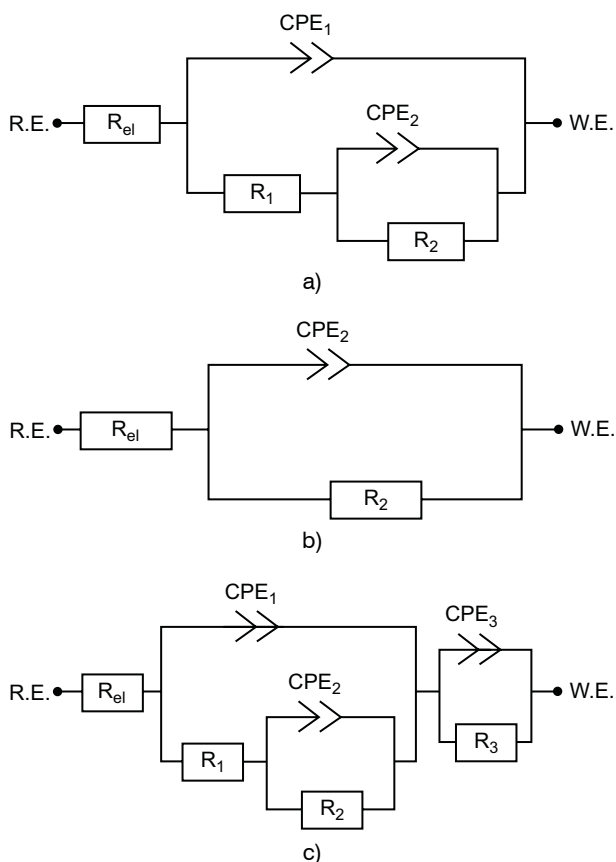 CPE₁
CPE₂
R.E. R_el W.E.
R₁
R₂
a)
CPE₂
R.E. R_el W.E.
R₂
b)
CPE₁
CPE₃
CPE₂
R.E. R_el W.E.
R₁ R₃
R₂
c)